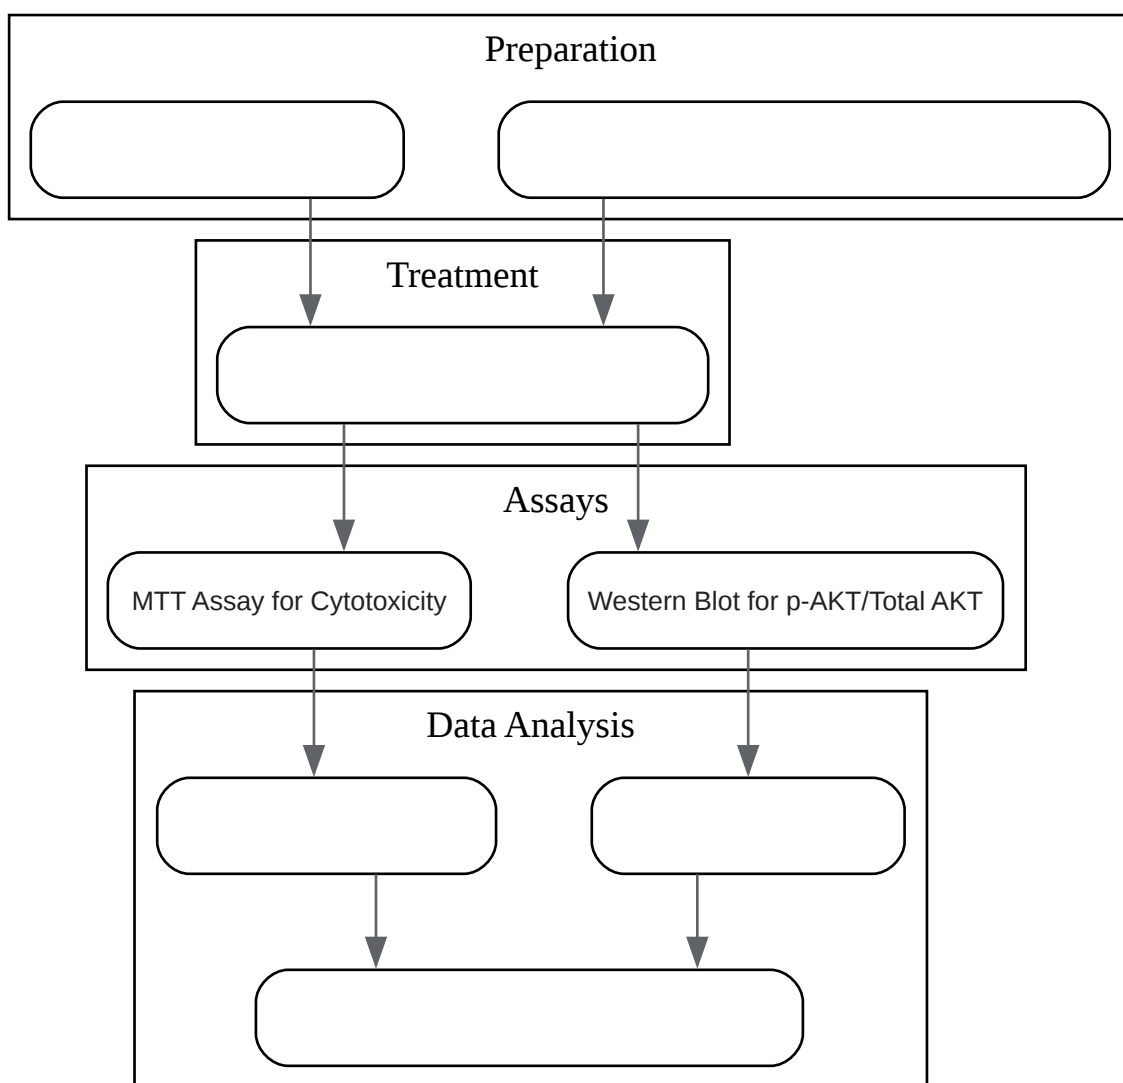 Preparation
Treatment
Assays
MTT Assay for Cytotoxicity
Western Blot for p-AKT/Total AKT
Data Analysis